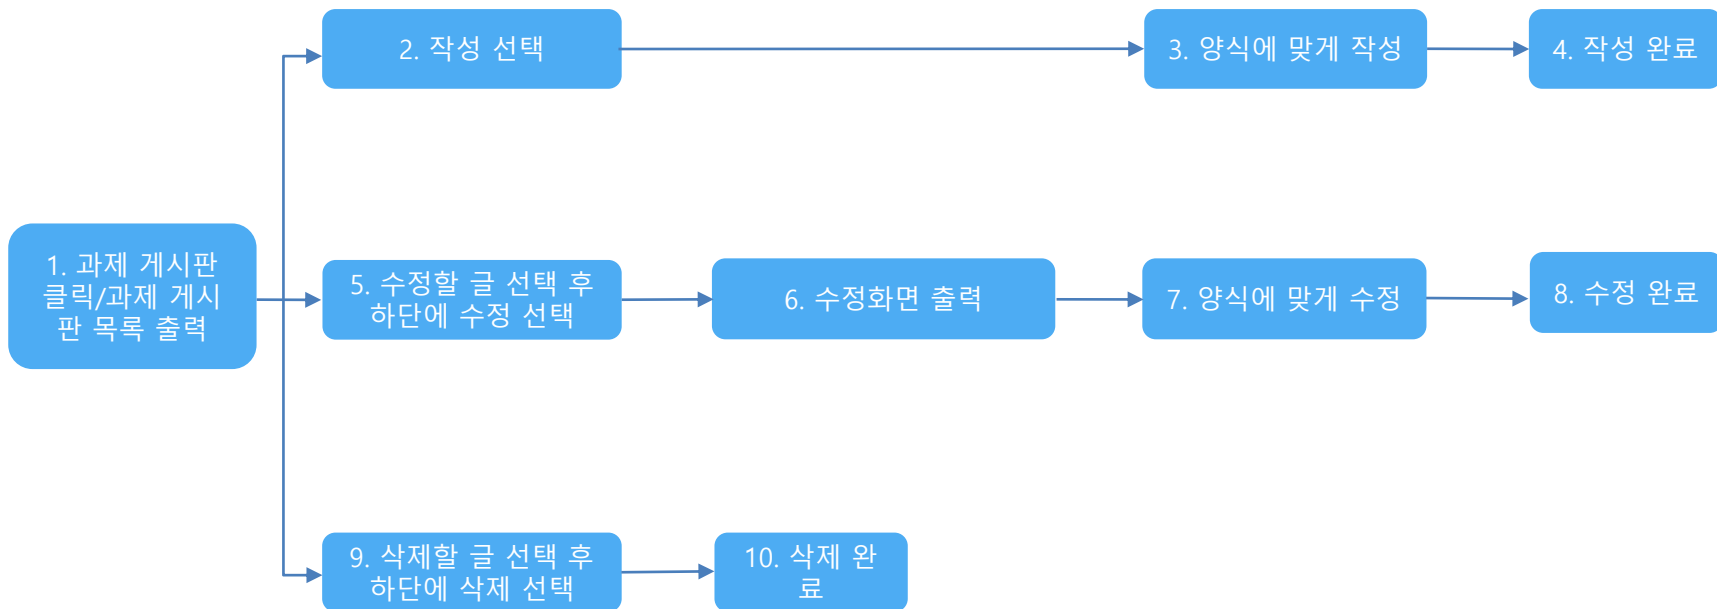 2. 작성 선택
3. 양식에 맞게 작성
4. 작성 완료
1. 과제 게시판
클릭/과제 게시
판 목록 출력
5. 수정할 글 선택 후
하단에 수정 선택
6. 수정화면 출력
7. 양식에 맞게 수정
8. 수정 완료
9. 삭제할 글 선택 후
하단에 삭제 선택
10. 삭제 완
료